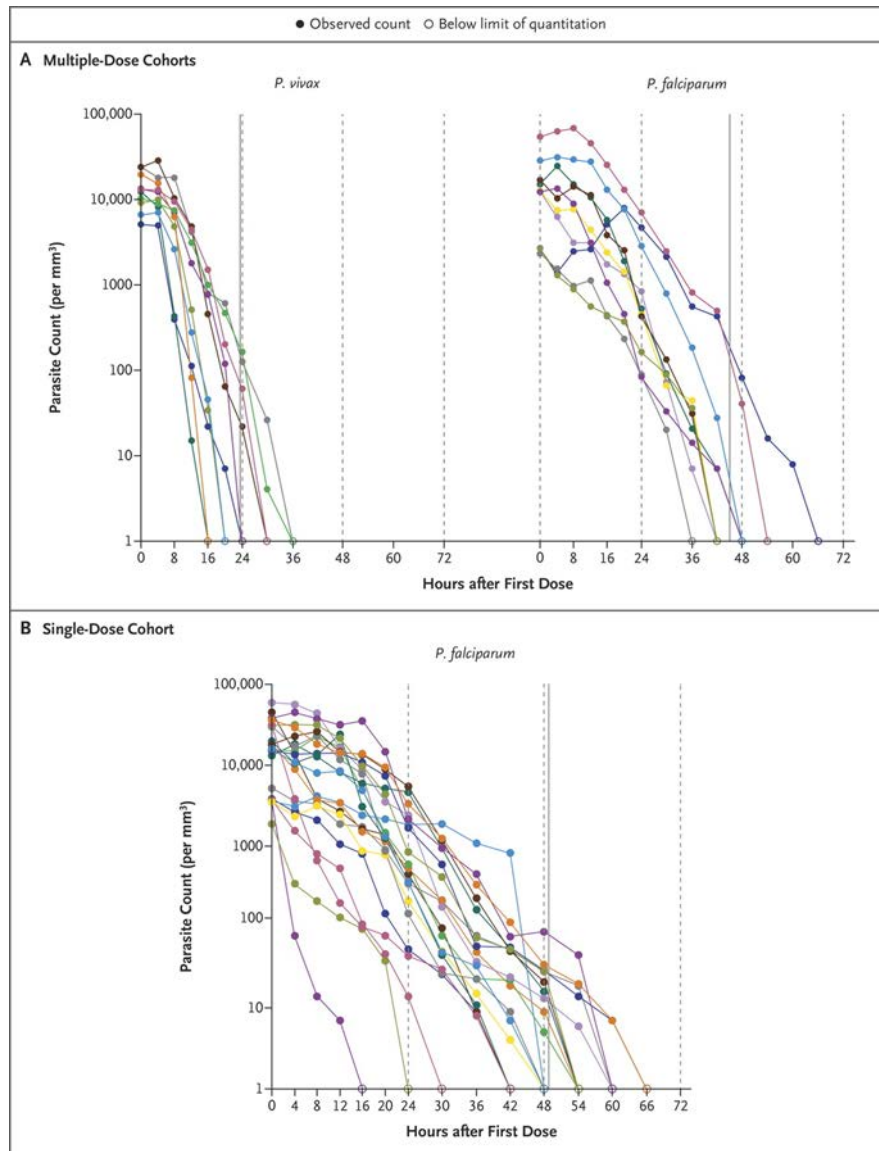 ● Observed count ○ Below limit of quantitation
A Multiple-Dose Cohorts
P. vivax
P. falciparum
Parasite Count (per mm³)
100,000
10,000
1000
100
10
1
0 8 16 24 36 48 60 72
0 8 16 24 36 48 60 72
Hours after First Dose
B Single-Dose Cohort
P. falciparum
Parasite Count (per mm³)
100,000
10,000
1000
100
10
1
0 4 8 12 16 20 24 30 36 42 48 54 60 66 72
Hours after First Dose